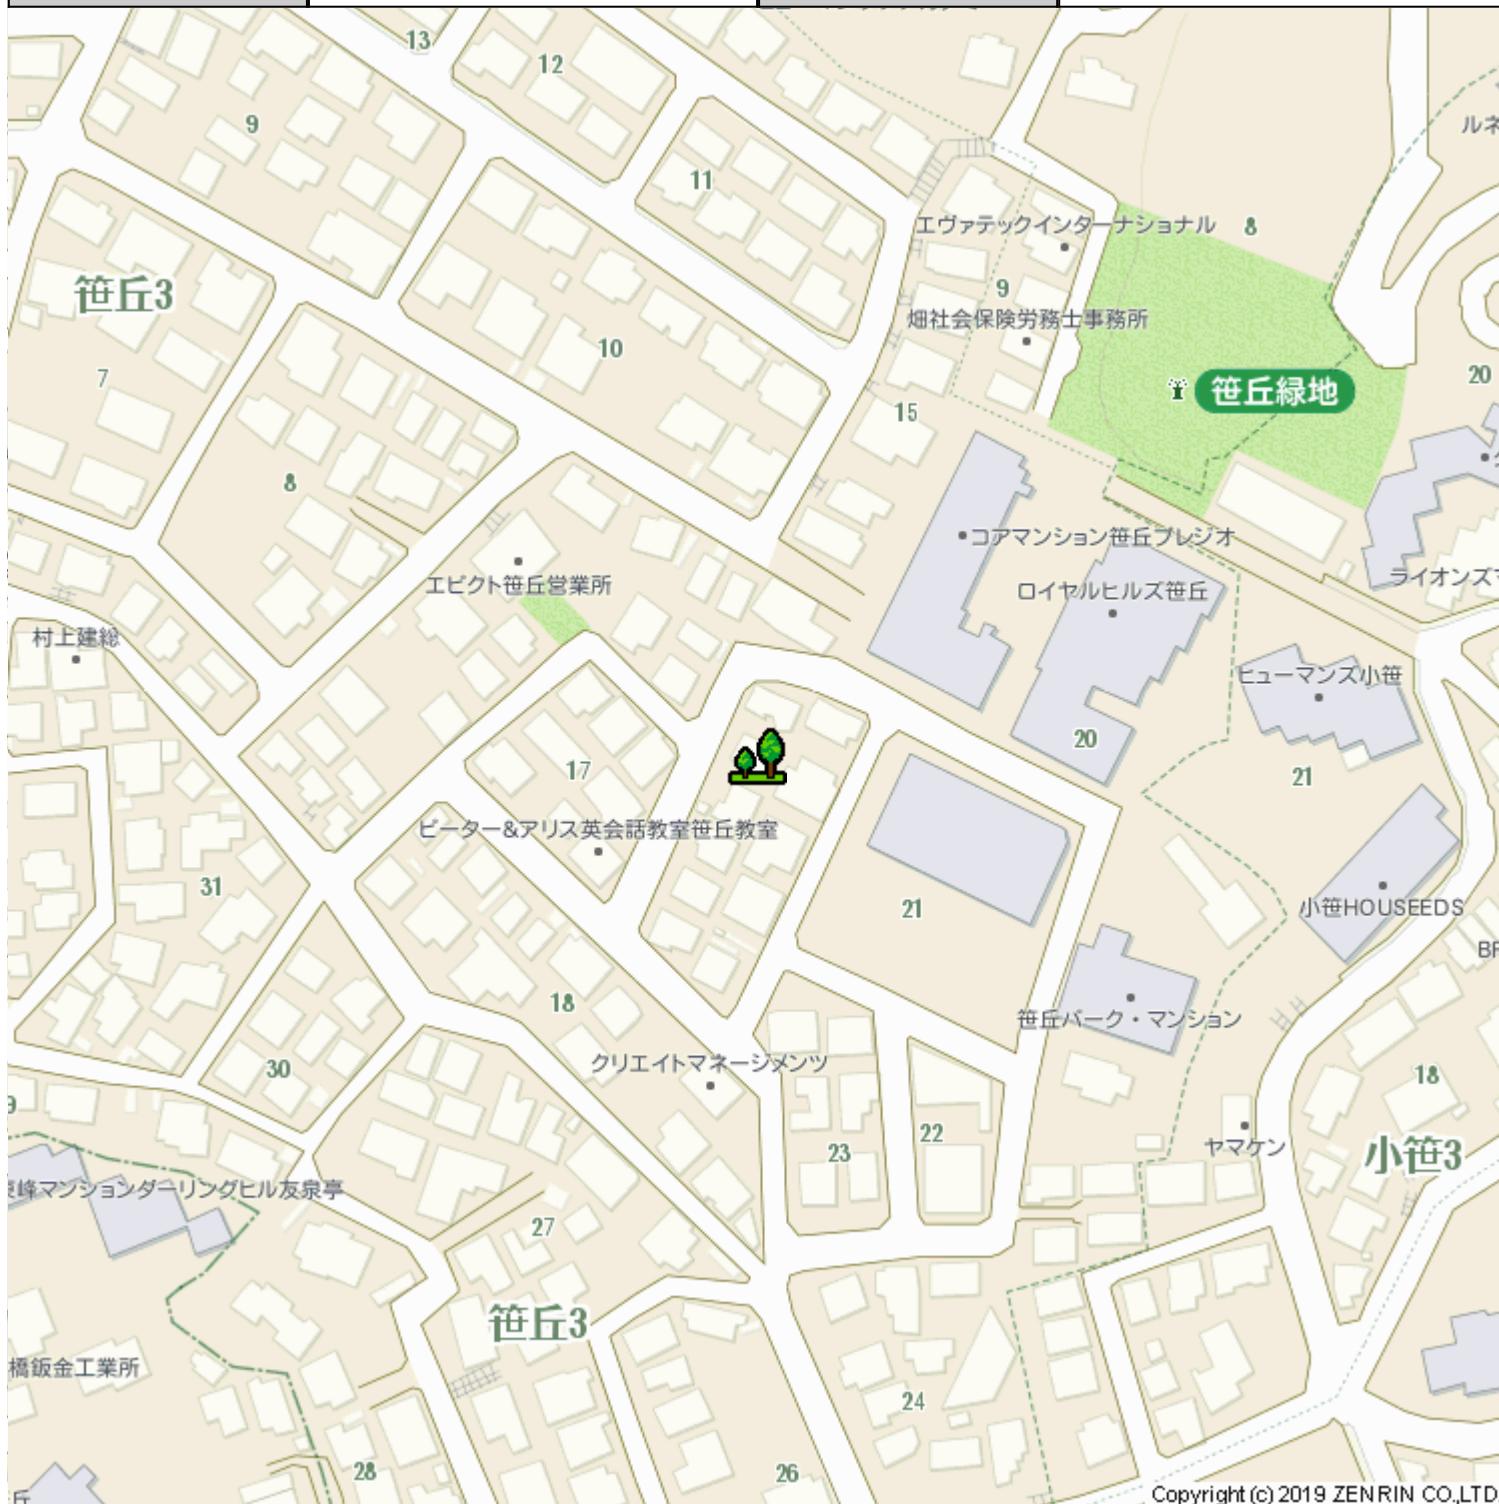 13
12
9
11
エヴァテックインターナショナル
8
9
笹丘3
畑社会保険労務士事務所
10
7
笹丘緑地
20
15
8
コアマンション笹丘プレジオ
エビクト笹丘営業所
ライオンズ
ロイヤルヒルズ笹丘
村上建総
ヒューマンズ小笹
20
17
21
ピーター&アリス英会話教室笹丘教室
31
21
小笹HOUSEEDS
18
笹丘パーク・マンション
クリエイトマネージメンツ
30
18
22
23
ヤマケン
小笹3
峰マンションダーリングヒル友泉亭
27
笹丘3
橋鈑金工業所
24
28
26
丘
Copyright (c) 2019 ZENRIN CO.,LTD